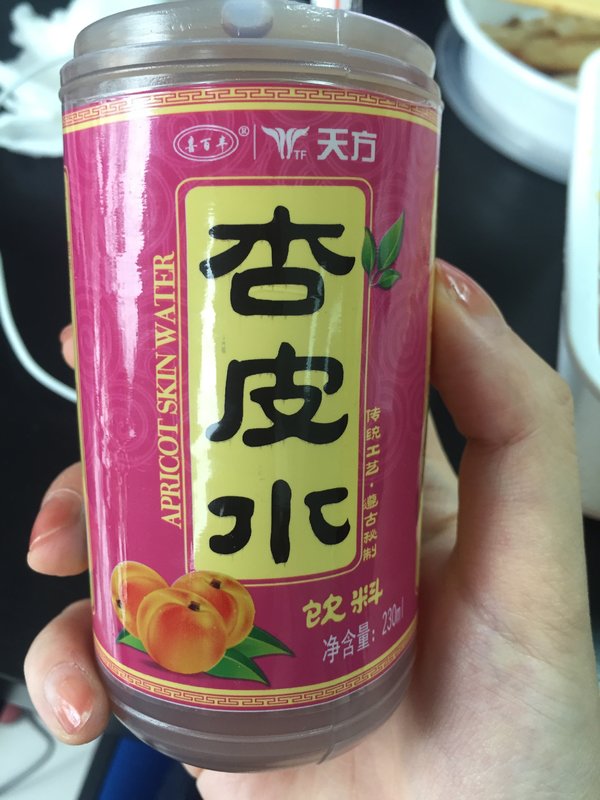 喜百丰® TF 天方
杏皮水
APRICOT SKIN WATER
传统工艺·遵古秘制
饮料
净含量：230ml